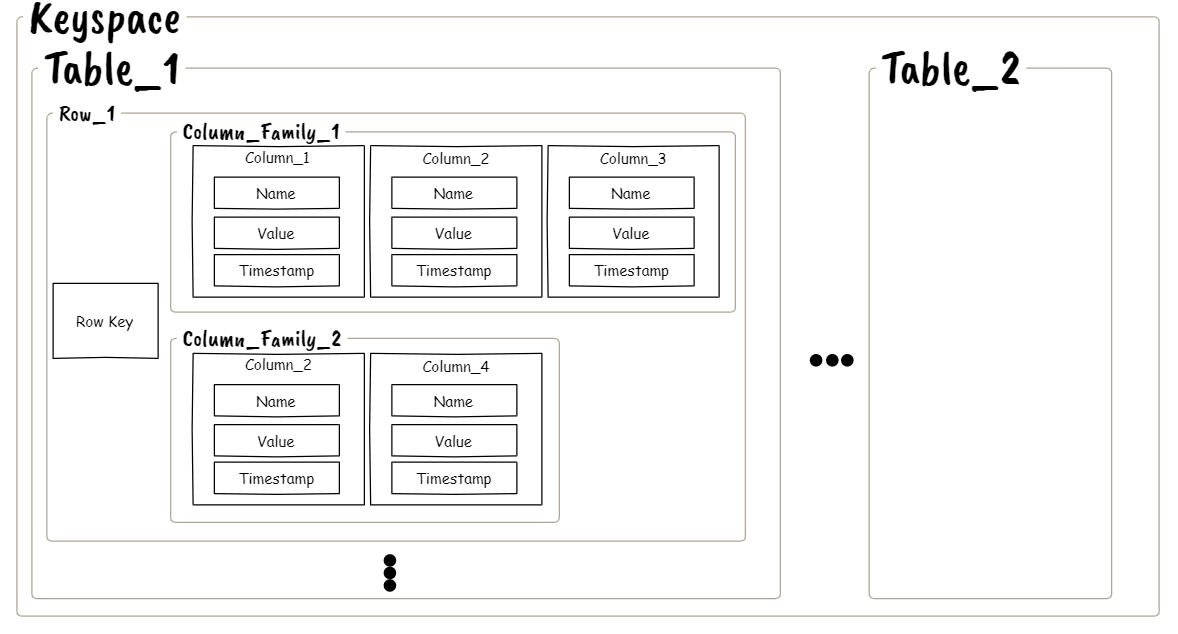 Keyspace
Table_1
Table_2
Row_1
Column_Family_1
Column_1 Column_2 Column_3
Name Name Name
Value Value Value
Timestamp Timestamp Timestamp
Row Key
Column_Family_2
Column_2 Column_4
Name Name
Value Value
Timestamp Timestamp